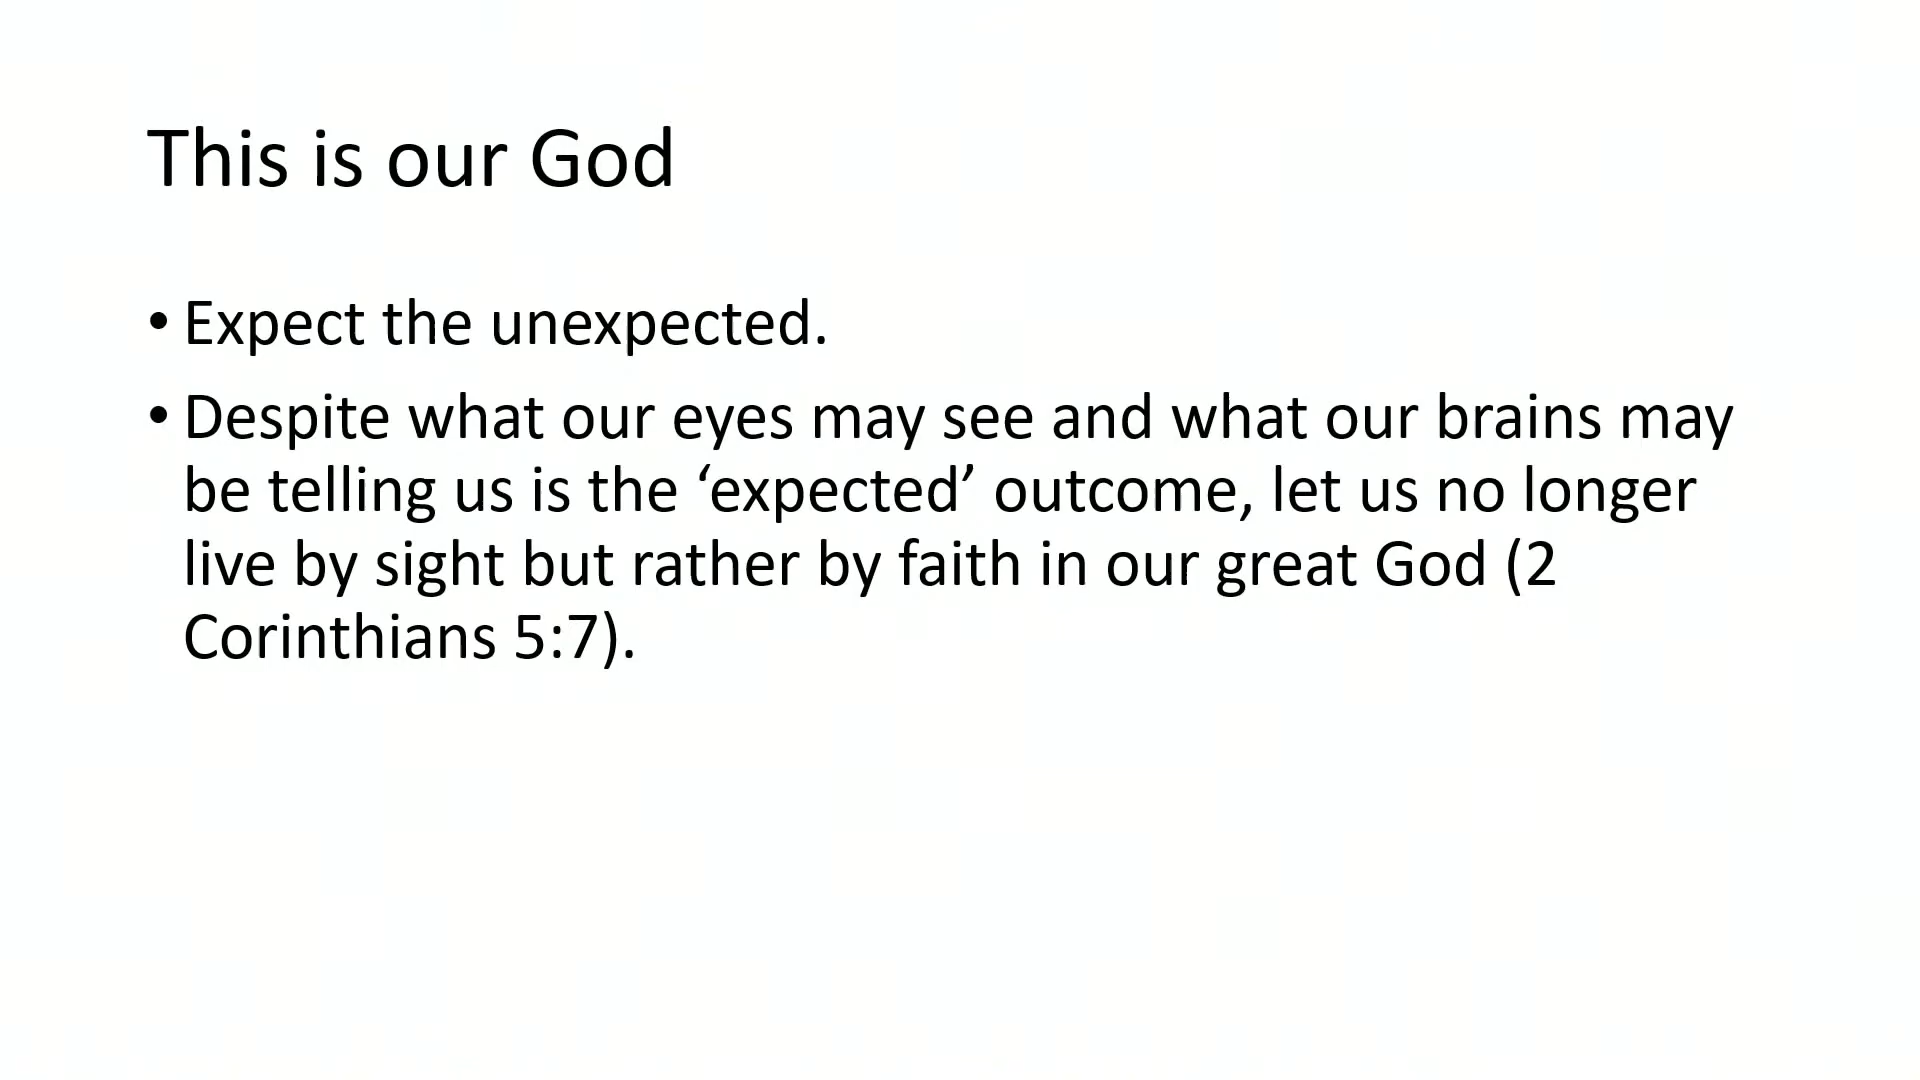 This is our God
• Expect the unexpected.
• Despite what our eyes may see and what our brains may
be telling us is the ‘expected’ outcome, let us no longer
live by sight but rather by faith in our great God (2
Corinthians 5:7).